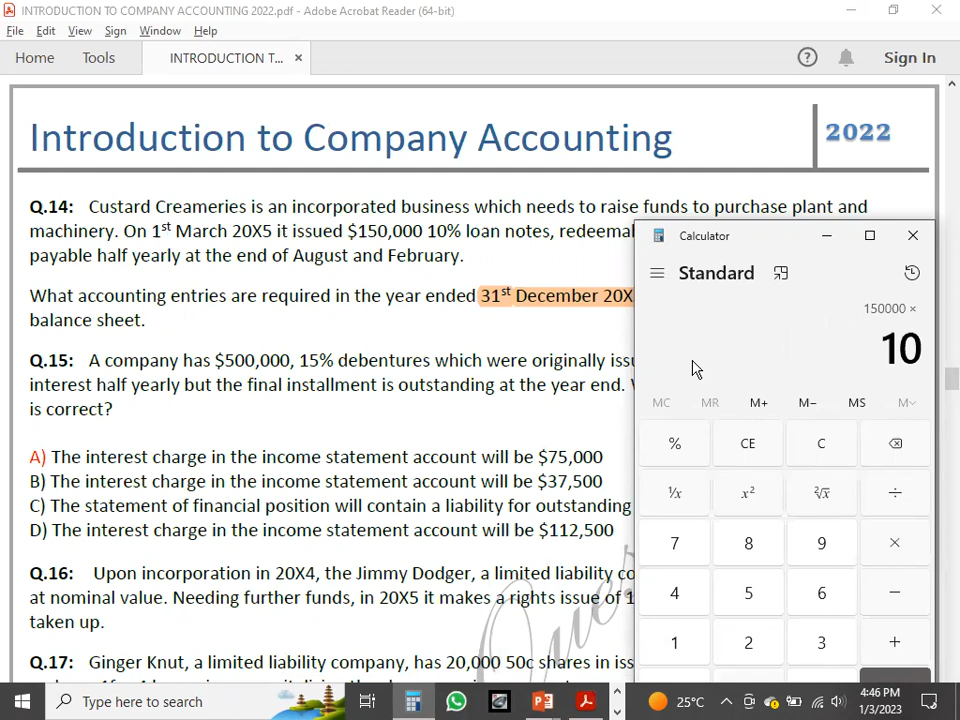 INTRODUCTION TO COMPANY ACCOUNTING 2022.pdf - Adobe Acrobat Reader (64-bit)
File Edit View Sign Window Help
Home Tools INTRODUCTION T... × Sign In
Introduction to Company Accounting 2022
Q.14: Custard Creameries is an incorporated business which needs to raise funds to purchase plant and
machinery. On 1st March 20X5 it issued $150,000 10% loan notes,
payable half yearly at the end of August and February.
What accounting entries are required in the year ended 31st December
balance sheet.
Q.15: A company has $500,000, 15% debentures which were originally
interest half yearly but the final installment is outstanding at the year end.
is correct?
A) The interest charge in the income statement account will be $75,000
B) The interest charge in the income statement account will be $37,500
C) The statement of financial position will contain a liability for outstanding
D) The interest charge in the income statement account will be $112,500
Q.16: Upon incorporation in 20X4, the Jimmy Dodger, a limited liability
at nominal value. Needing further funds, in 20X5 it makes a rights issue of
taken up.
Q.17: Ginger Knut, a limited liability company, has 20,000 50c shares in
Calculator
Standard
150000 ×
10
MC MR M+ M− MS M
% CE C
¹/x x² ²√x ÷
7 8 9 ×
4 5 6 −
1 2 3 +
Type here to search
25°C
4:46 PM
1/3/2023